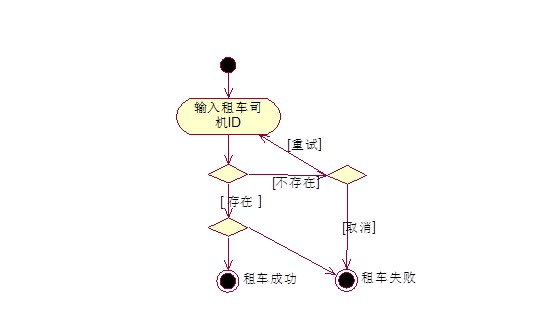 输入租车司
机ID
[重试]
[不存在]
[ 存在 ]
[取消]
租车成功
租车失败